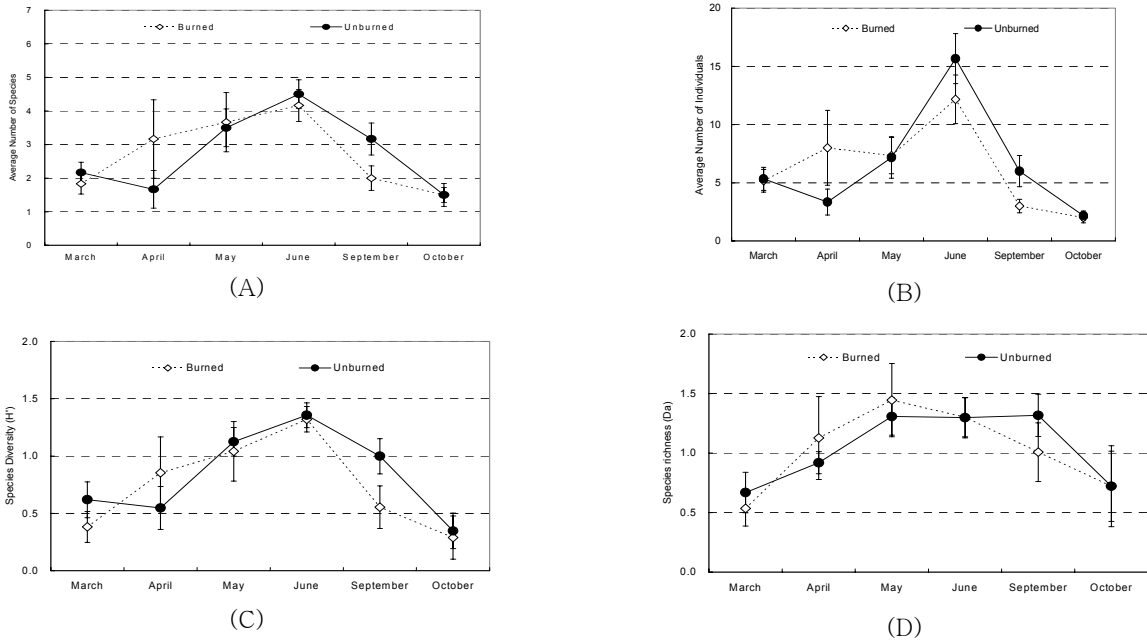 7
6
5
4
3
2
1
0
Average Number of Species
Burned
Unburned
March
April
May
June
September
October
(A)
20
15
10
5
0
Average Number of Individuals
Burned
Unburned
March
April
May
June
September
October
(B)
2.0
1.5
1.0
0.5
0.0
Species Diversity (H')
Burned
Unburned
March
April
May
June
September
October
(C)
2.0
1.5
1.0
0.5
0.0
Species richness (Da)
Burned
Unburned
March
April
May
June
September
October
(D)